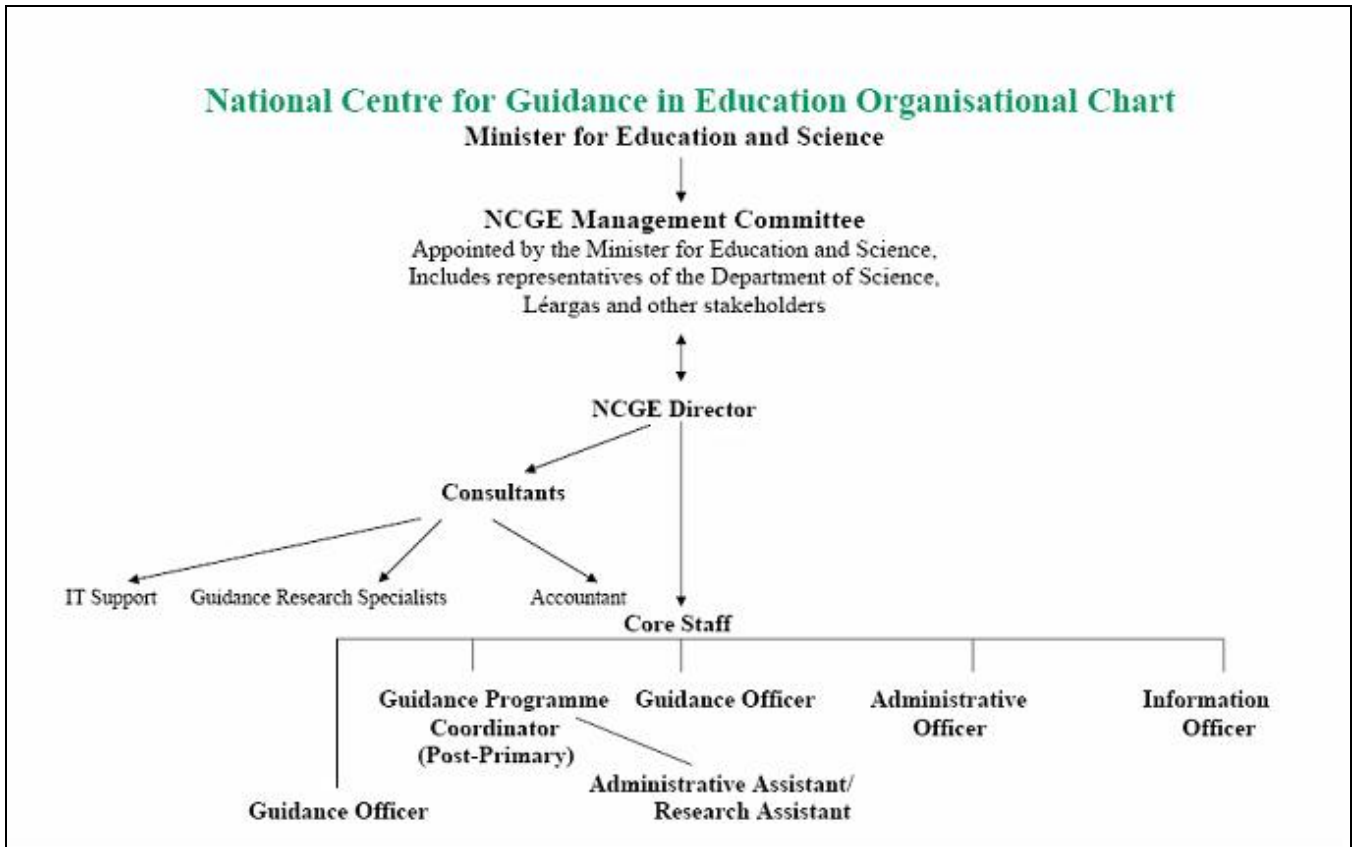 National Centre for Guidance in Education Organisational Chart
Minister for Education and Science
NCGE Management Committee
Appointed by the Minister for Education and Science,
Includes representatives of the Department of Science,
Léargas and other stakeholders
NCGE Director
Consultants
IT Support
Guidance Research Specialists
Accountant
Core Staff
Guidance Programme
Coordinator
(Post-Primary)
Guidance Officer
Administrative
Officer
Information
Officer
Administrative Assistant/
Research Assistant
Guidance Officer